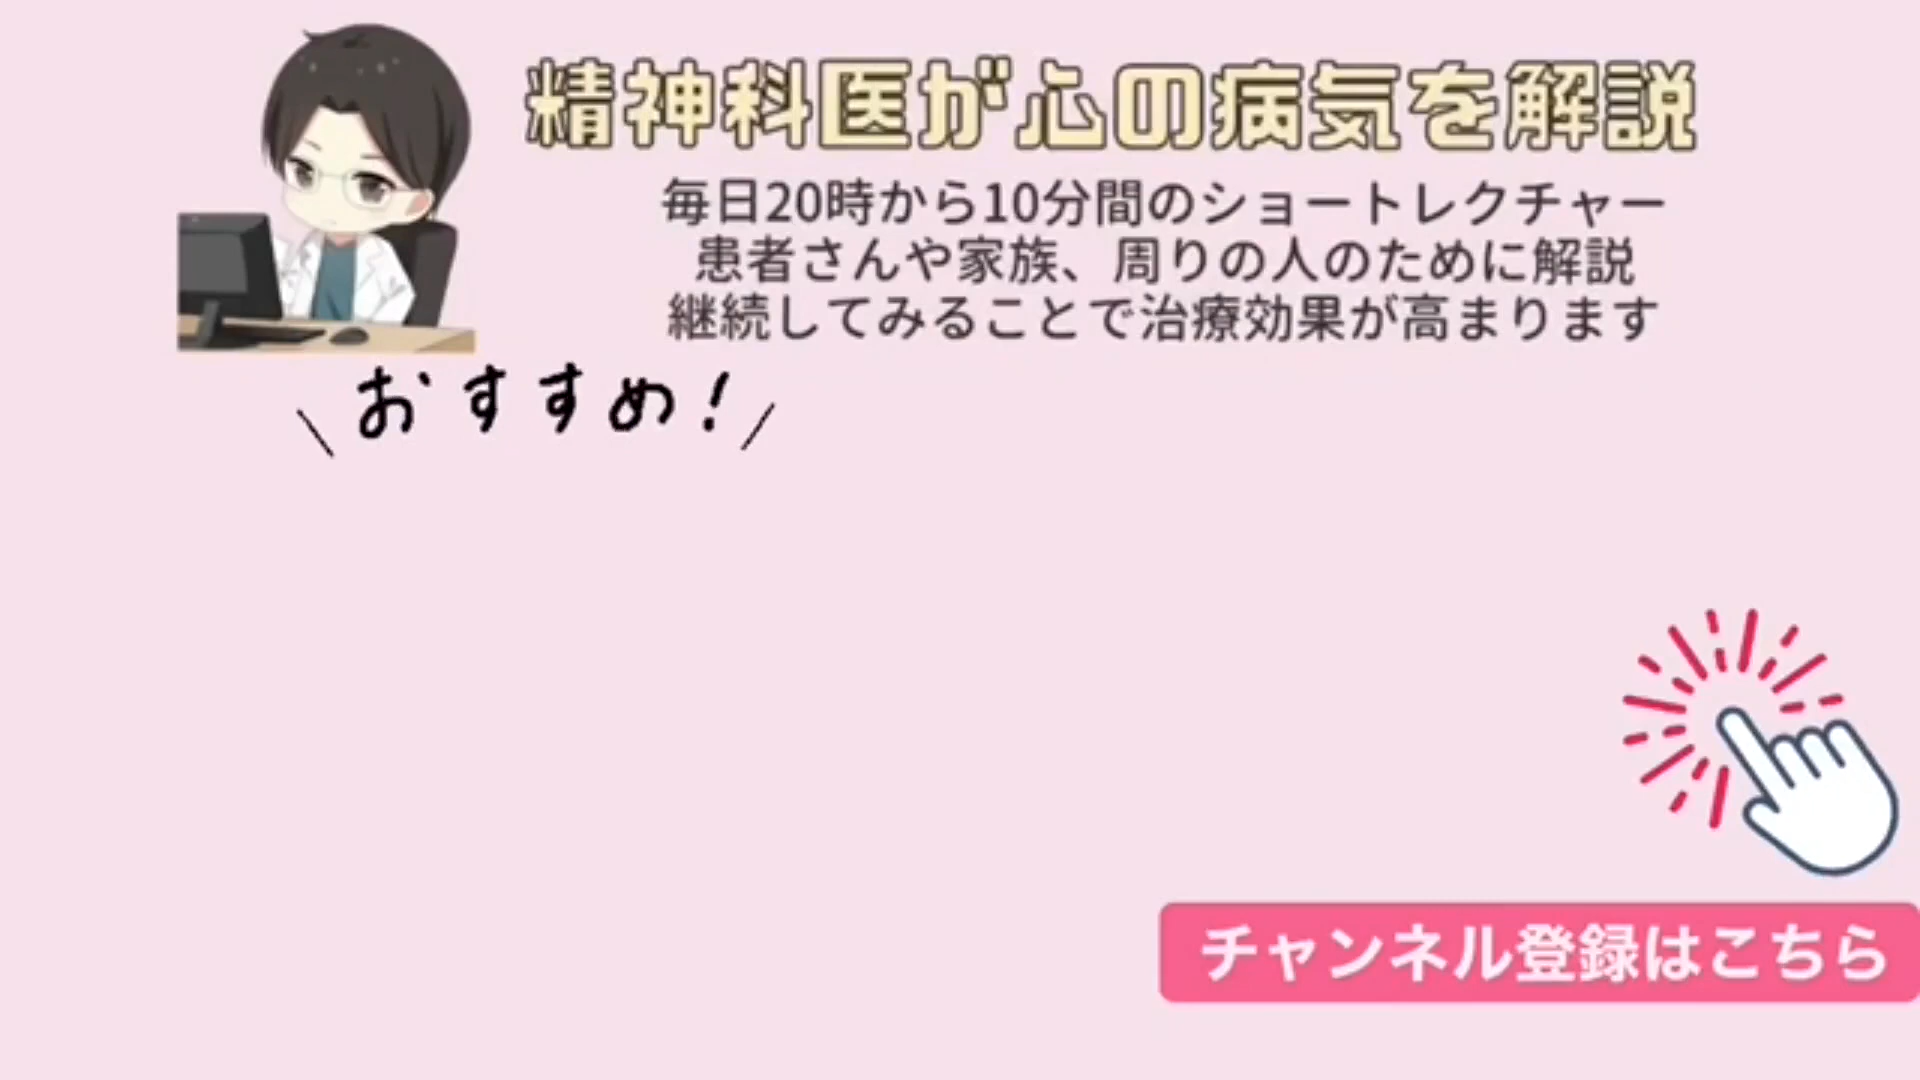 精神科医が心の病気を解説
毎日20時から10分間のショートレクチャー
患者さんや家族、周りの人のために解説
継続してみることで治療効果が高まります
おすすめ!
チャンネル登録はこちら